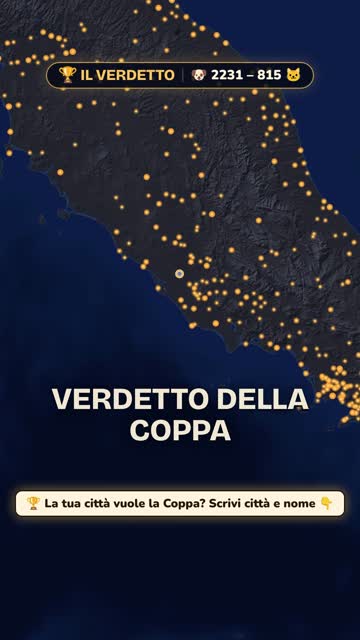 🏆 IL VERDETTO | 🐶 2231 – 815 🐱
VERDETTO DELLA
COPPA
🏆 La tua città vuole la Coppa? Scrivi città e nome 👇